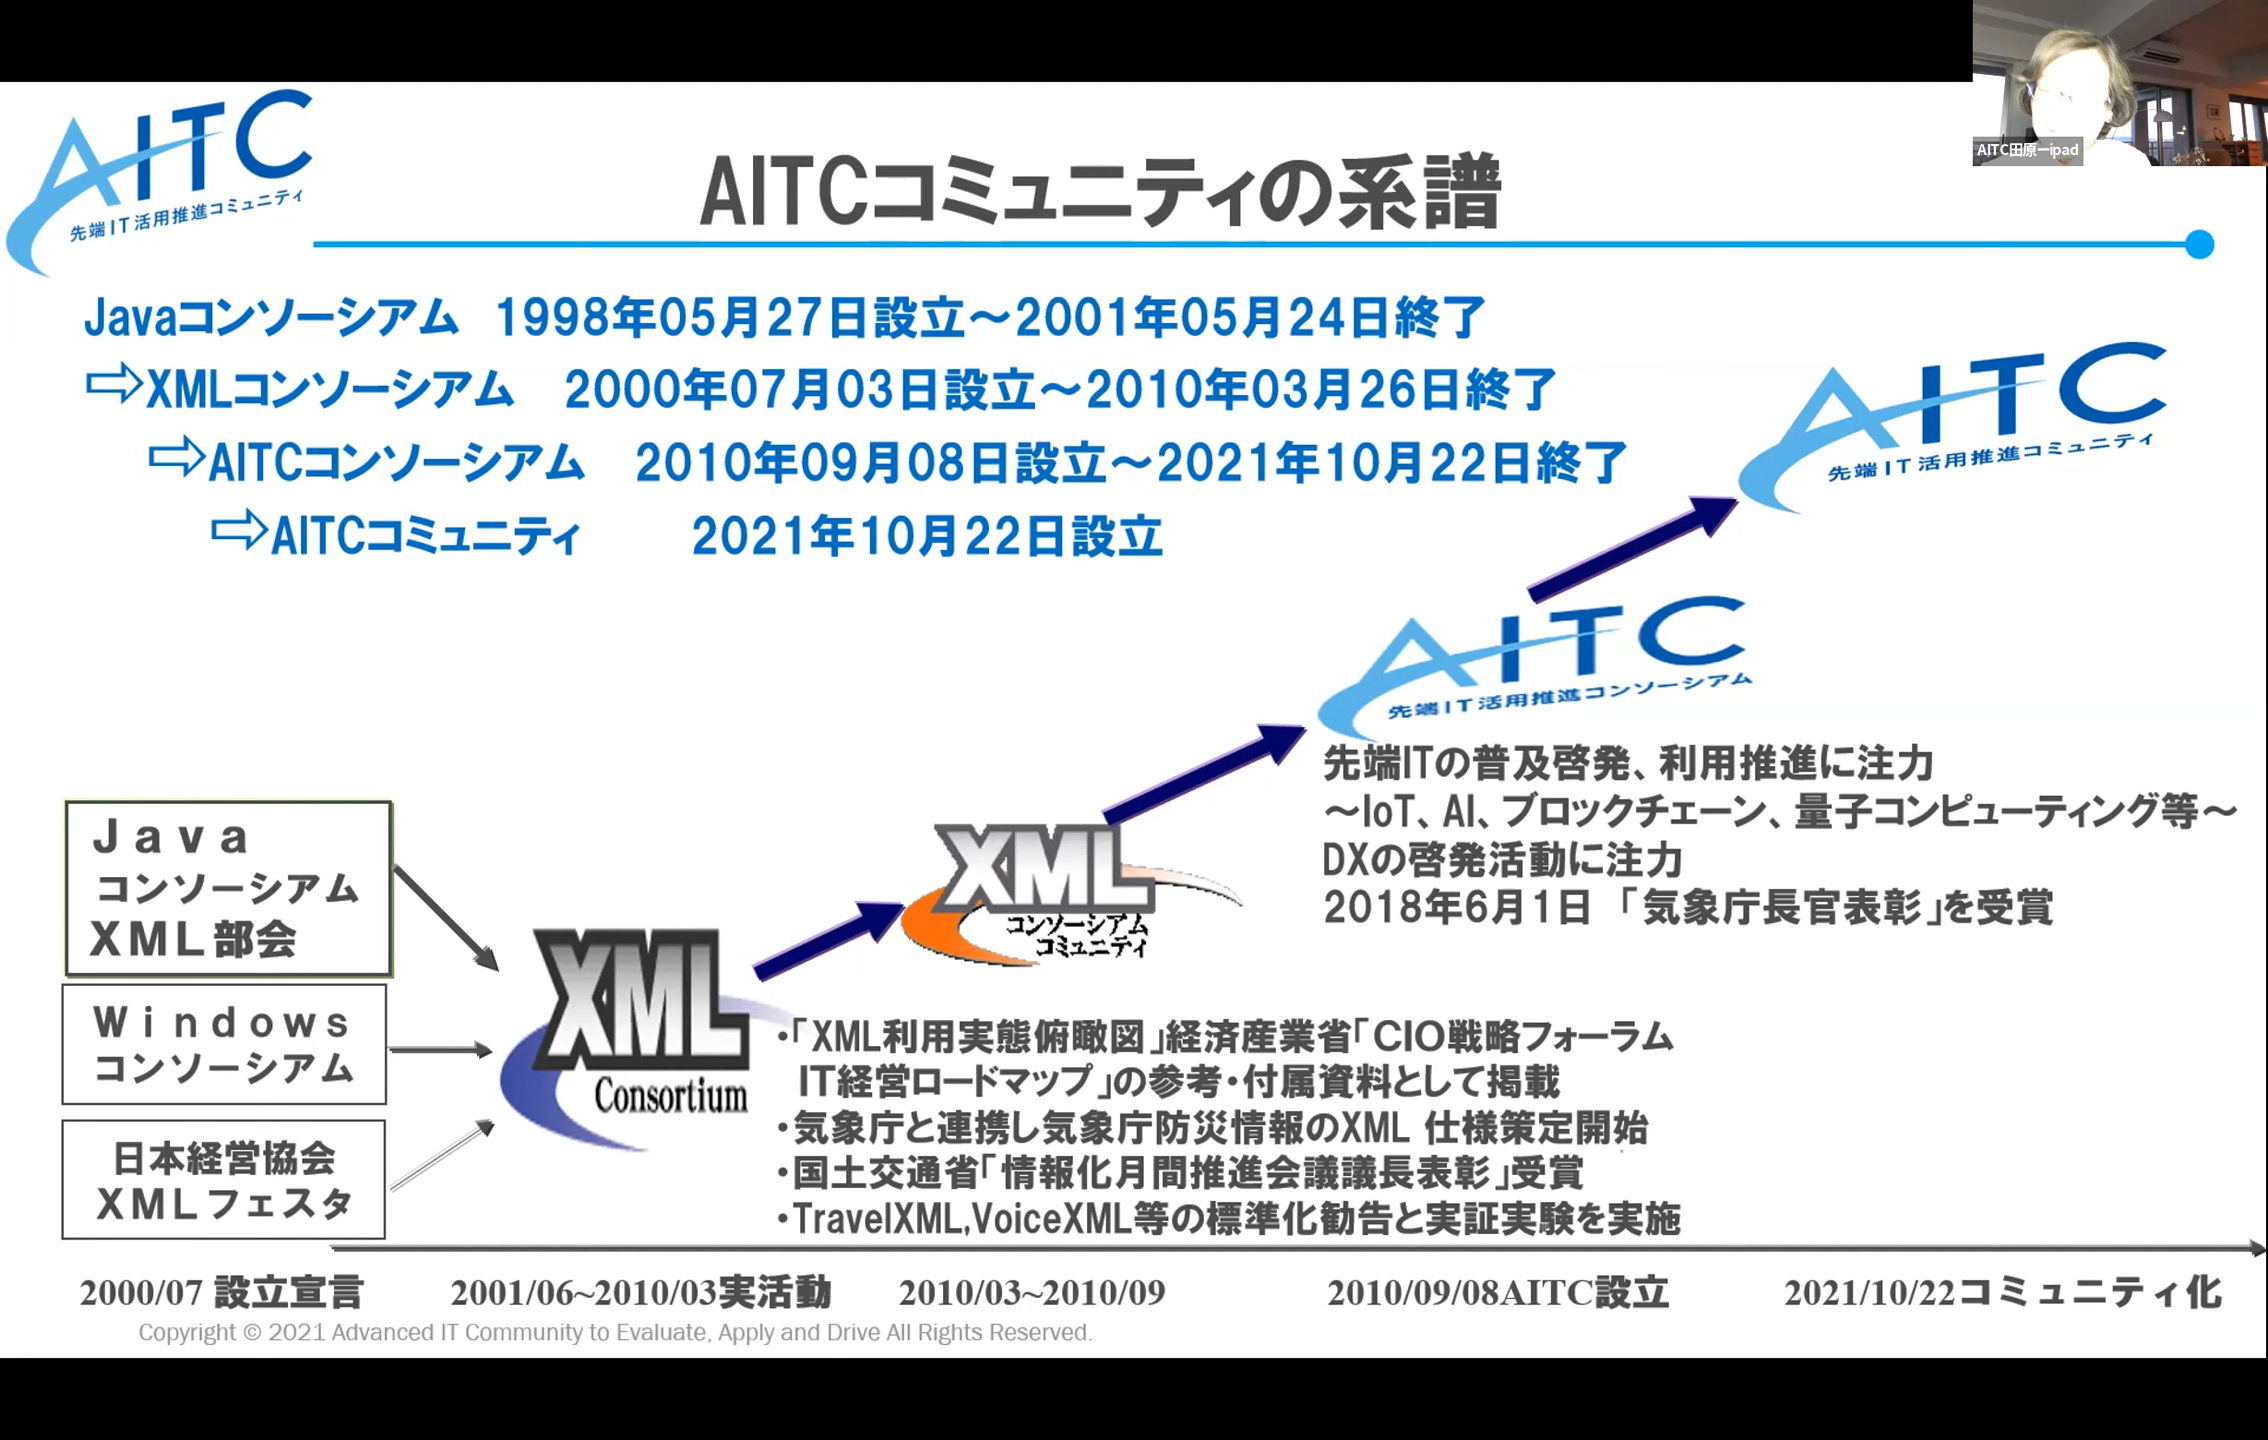 AITC田原ーipad
AITC
先端IT活用推進コミュニティ
AITCコミュニティの系譜
Javaコンソーシアム 1998年05月27日設立～2001年05月24日終了
⇨XMLコンソーシアム 2000年07月03日設立～2010年03月26日終了
⇨AITCコンソーシアム 2010年09月08日設立～2021年10月22日終了
⇨AITCコミュニティ 2021年10月22日設立
AITC
先端IT活用推進コミュニティ
AITC
先端IT活用推進コンソーシアム
先端ITの普及啓発、利用推進に注力
～IoT、AI、ブロックチェーン、量子コンピューティング等～
DXの啓発活動に注力
2018年6月1日 「気象庁長官表彰」を受賞
Java
コンソーシアム
XML部会
Windows
コンソーシアム
日本経営協会
XMLフェスタ
XML
Consortium
XML
コンソーシアム
コミュニティ
・「XML利用実態俯瞰図」経済産業省「CIO戦略フォーラム
IT経営ロードマップ」の参考・付属資料として掲載
・気象庁と連携し気象庁防災情報のXML 仕様策定開始
・国土交通省「情報化月間推進会議議長表彰」受賞
・TravelXML,VoiceXML等の標準化勧告と実証実験を実施
2000/07 設立宣言
2001/06~2010/03実活動
2010/03~2010/09
2010/09/08AITC設立
2021/10/22コミュニティ化
Copyright © 2021 Advanced IT Community to Evaluate, Apply and Drive All Rights Reserved.